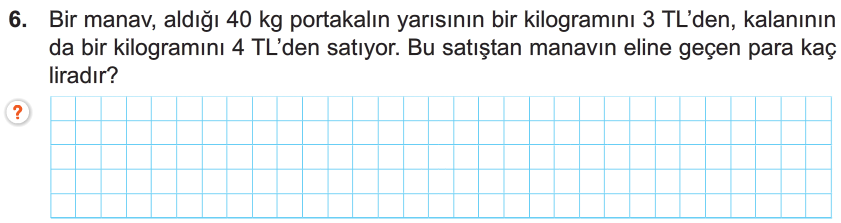 6. Bir manav, aldığı 40 kg portakalın yarısının bir kilogramını 3 TL’den, kalanının
da bir kilogramını 4 TL’den satıyor. Bu satıştan manavın eline geçen para kaç
liradır?
?